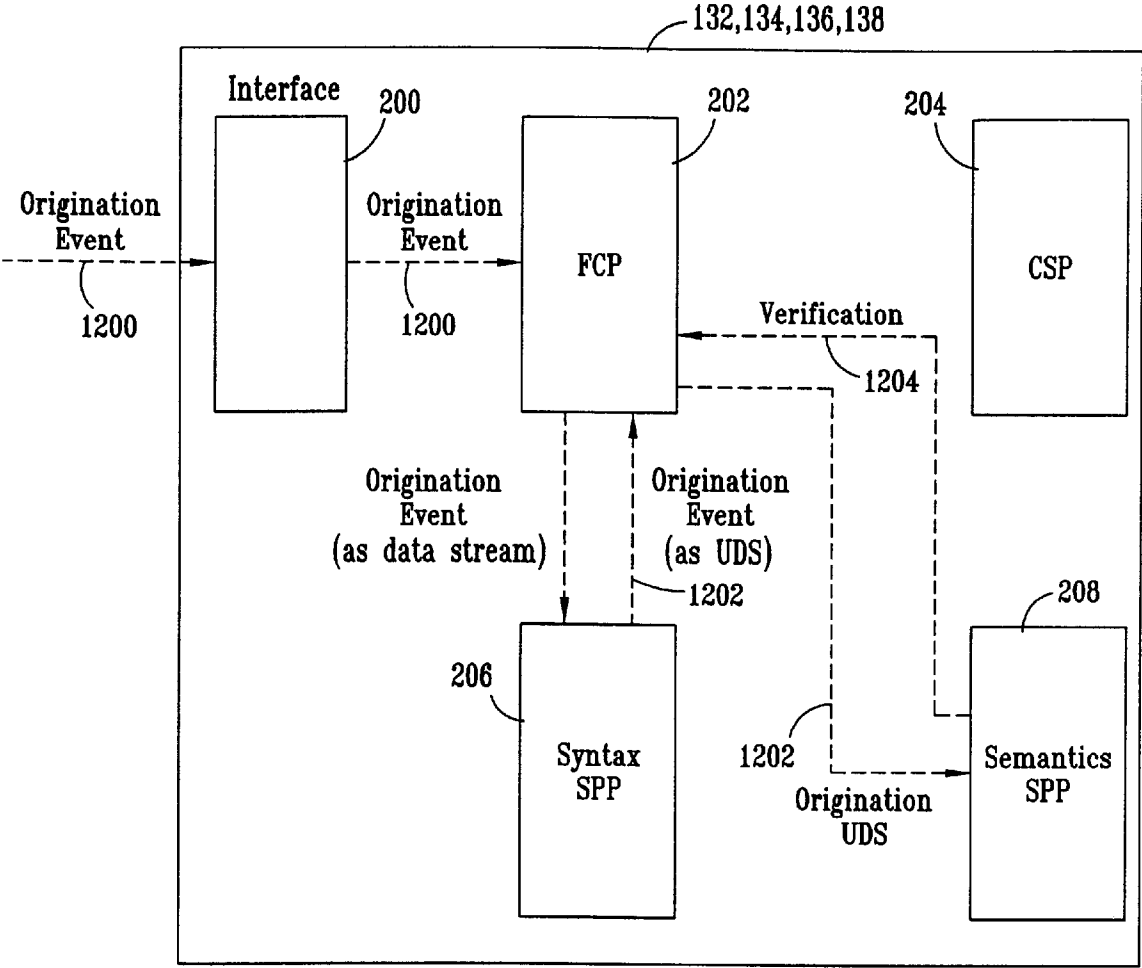 132,134,136,138
Interface
200
202
204
Origination
Event
1200
Origination
Event
1200
FCP
CSP
Verification
1204
Origination
Event
(as data stream)
Origination
Event
(as UDS)
1202
206
Syntax
SPP
208
1202
Origination
UDS
Semantics
SPP